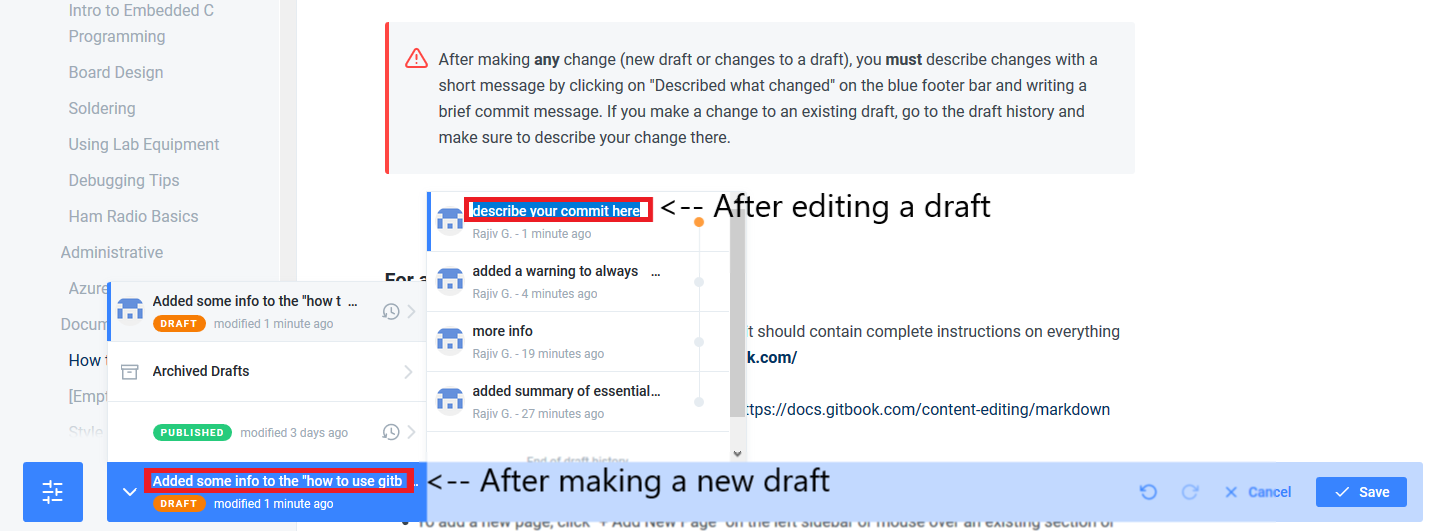 Intro to Embedded C
Programming
Board Design
Soldering
Using Lab Equipment
Debugging Tips
Ham Radio Basics
Administrative
Azure
Docum
How t
[Empt
Style
After making any change (new draft or changes to a draft), you must describe changes with a
short message by clicking on "Described what changed" on the blue footer bar and writing a
brief commit message. If you make a change to an existing draft, go to the draft history and
make sure to describe your change there.
describe your commit here
<-- After editing a draft
Rajiv G. - 1 minute ago
added a warning to always ...
Rajiv G. - 4 minutes ago
more info
Rajiv G. - 19 minutes ago
added summary of essential...
Rajiv G. - 27 minutes ago
End of draft history
For a
t should contain complete instructions on everything
k.com/
ttps://docs.gitbook.com/content-editing/markdown
Added some info to the "how t ...
DRAFT modified 1 minute ago
Archived Drafts
PUBLISHED modified 3 days ago
Added some info to the "how to use gitb ...
DRAFT modified 1 minute ago
<-- After making a new draft
Cancel
Save
To add a new page, click "+ Add New Page" on the left sidebar or mouse over an existing section or